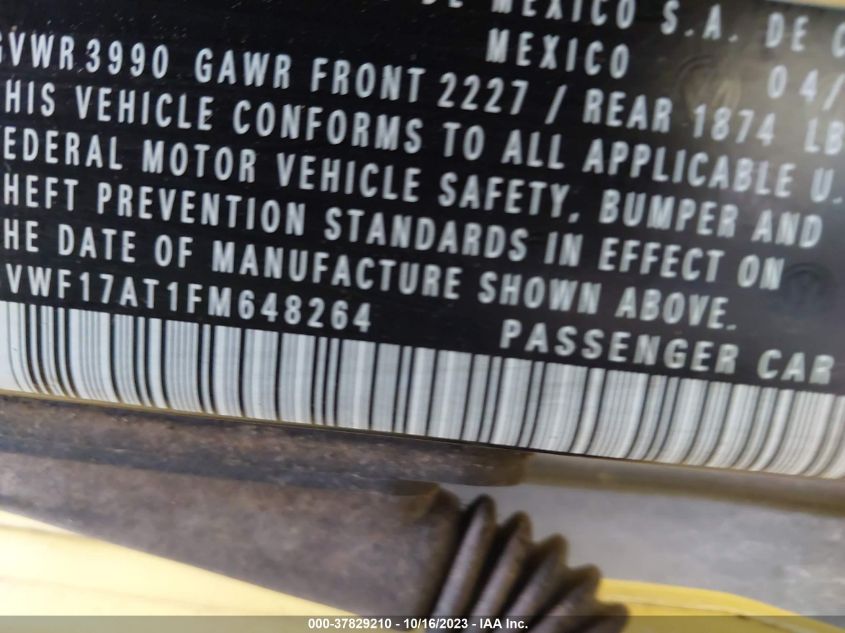 DE MEXICO S.A. DE C
MEXICO 04/
GVWR 3990 GAWR FRONT 2227 / REAR 1874 LB
HIS VEHICLE CONFORMS TO ALL APPLICABLE U.
EDERAL MOTOR VEHICLE SAFETY, BUMPER AND
HEFT PREVENTION STANDARDS IN EFFECT ON
HE DATE OF MANUFACTURE SHOWN ABOVE.
VWF17AT1FM648264 PASSENGER CAR
000-37829210 - 10/16/2023 - IAA Inc.